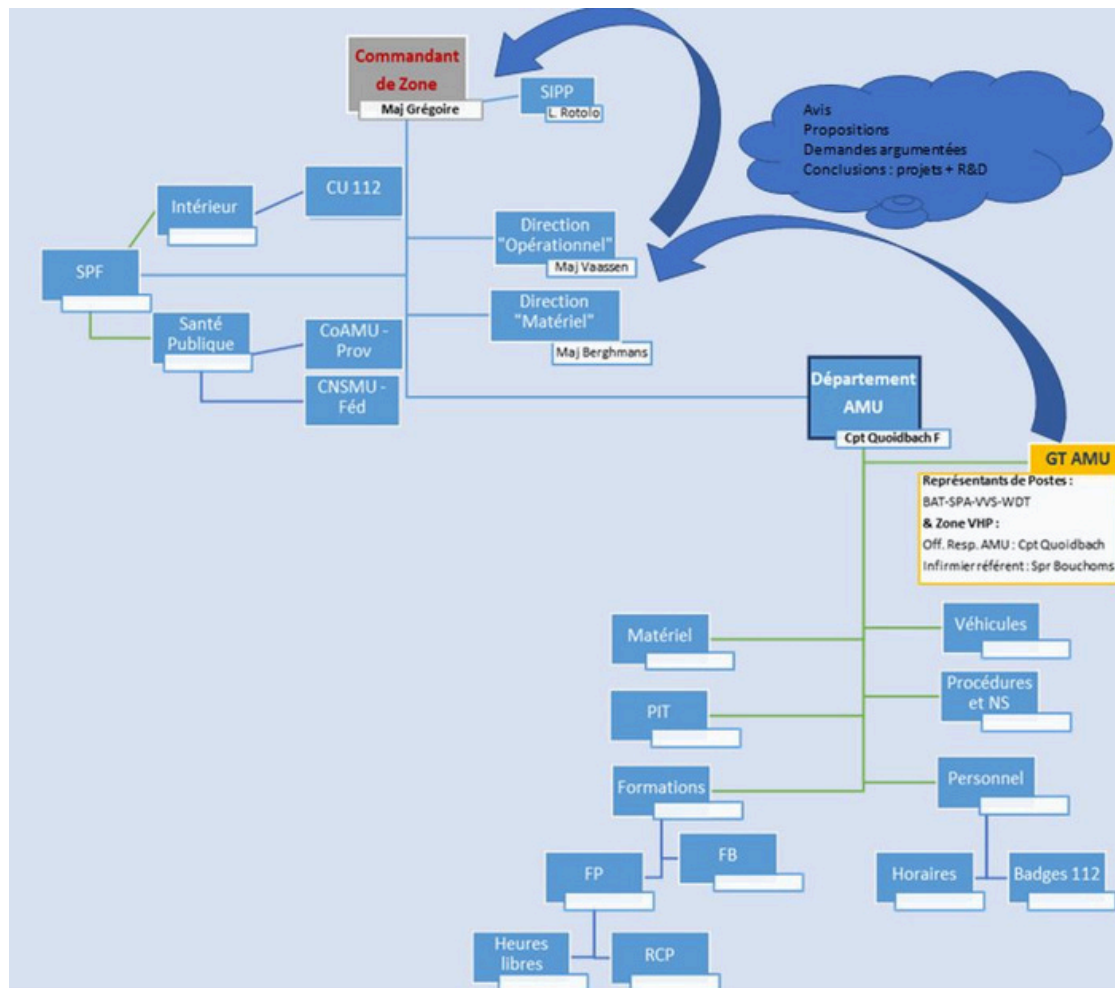 Commandant
de Zone
Maj Grégoire
SIPP
L. Rotolo
Avis
Propositions
Demandes argumentées
Conclusions : projets + R&D
Intérieur
CU 112
SPF
Direction
"Opérationnel"
Maj Vaassen
Direction
"Matériel"
Maj Berghmans
Santé
Publique
CoAMU -
Prov
CNSMU -
Féd
Département
AMU
Cpt Quoidbach F
GT AMU
Représentants de Postes :
BAT-SPA-VVS-WDT
& Zone VHP :
Off. Resp. AMU : Cpt Quoidbach
Infirmier référent : Spr Bouchoms
Matériel
Véhicules
PIT
Procédures
et NS
Formations
Personnel
FP
FB
Horaires
Badges 112
Heures
libres
RCP